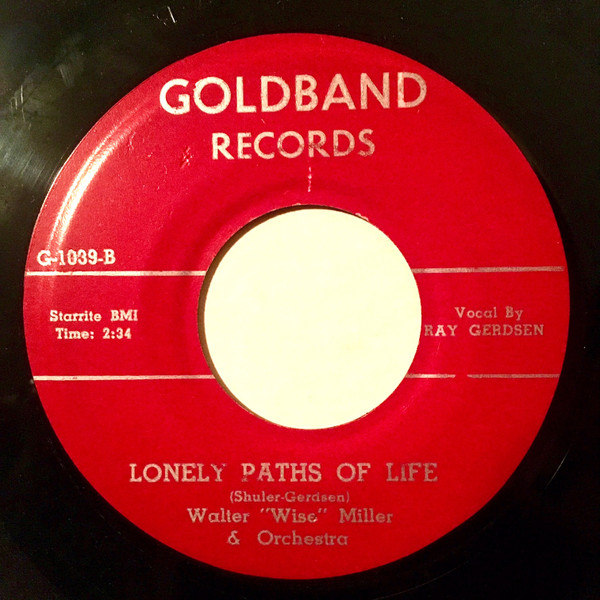 GOLDBAND
RECORDS
G-1039-B
Starrite BMI
Time: 2:34
Vocal By
RAY GERDSEN
LONELY PATHS OF LIFE
(Shuler-Gerdsen)
Walter "Wise" Miller
& Orchestra